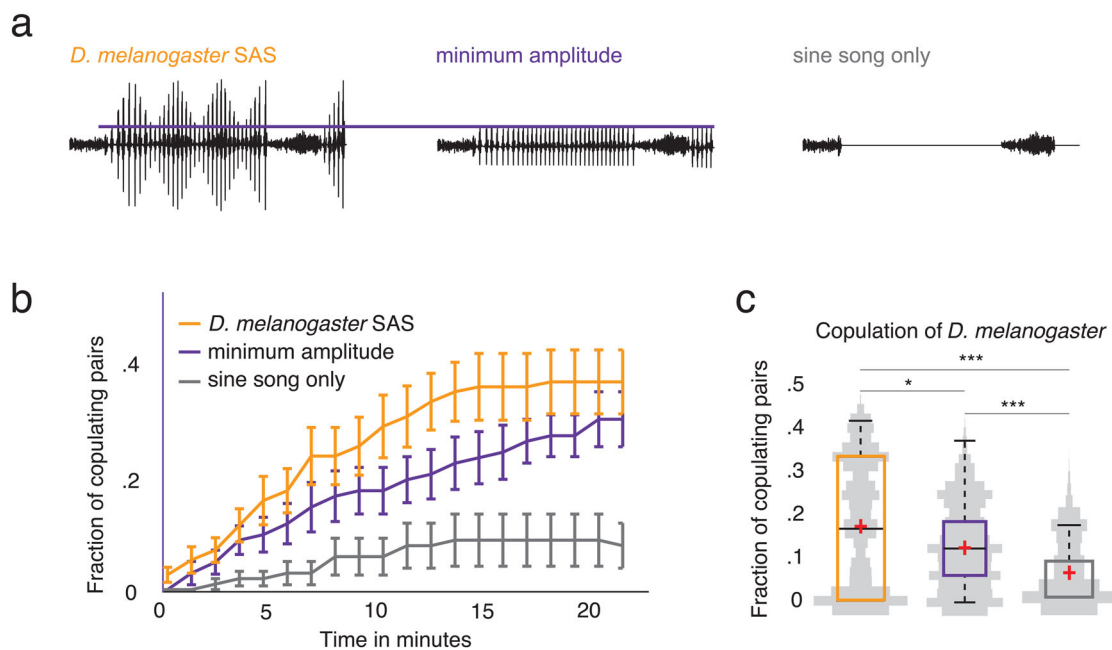 a
D. melanogaster SAS
minimum amplitude
sine song only
b
D. melanogaster SAS
minimum amplitude
sine song only
Fraction of copulating pairs
.4
.2
0
0
5
10
15
20
Time in minutes
c
Copulation of D. melanogaster
***
*
***
Fraction of copulating pairs
.5
.4
.3
.2
.1
0